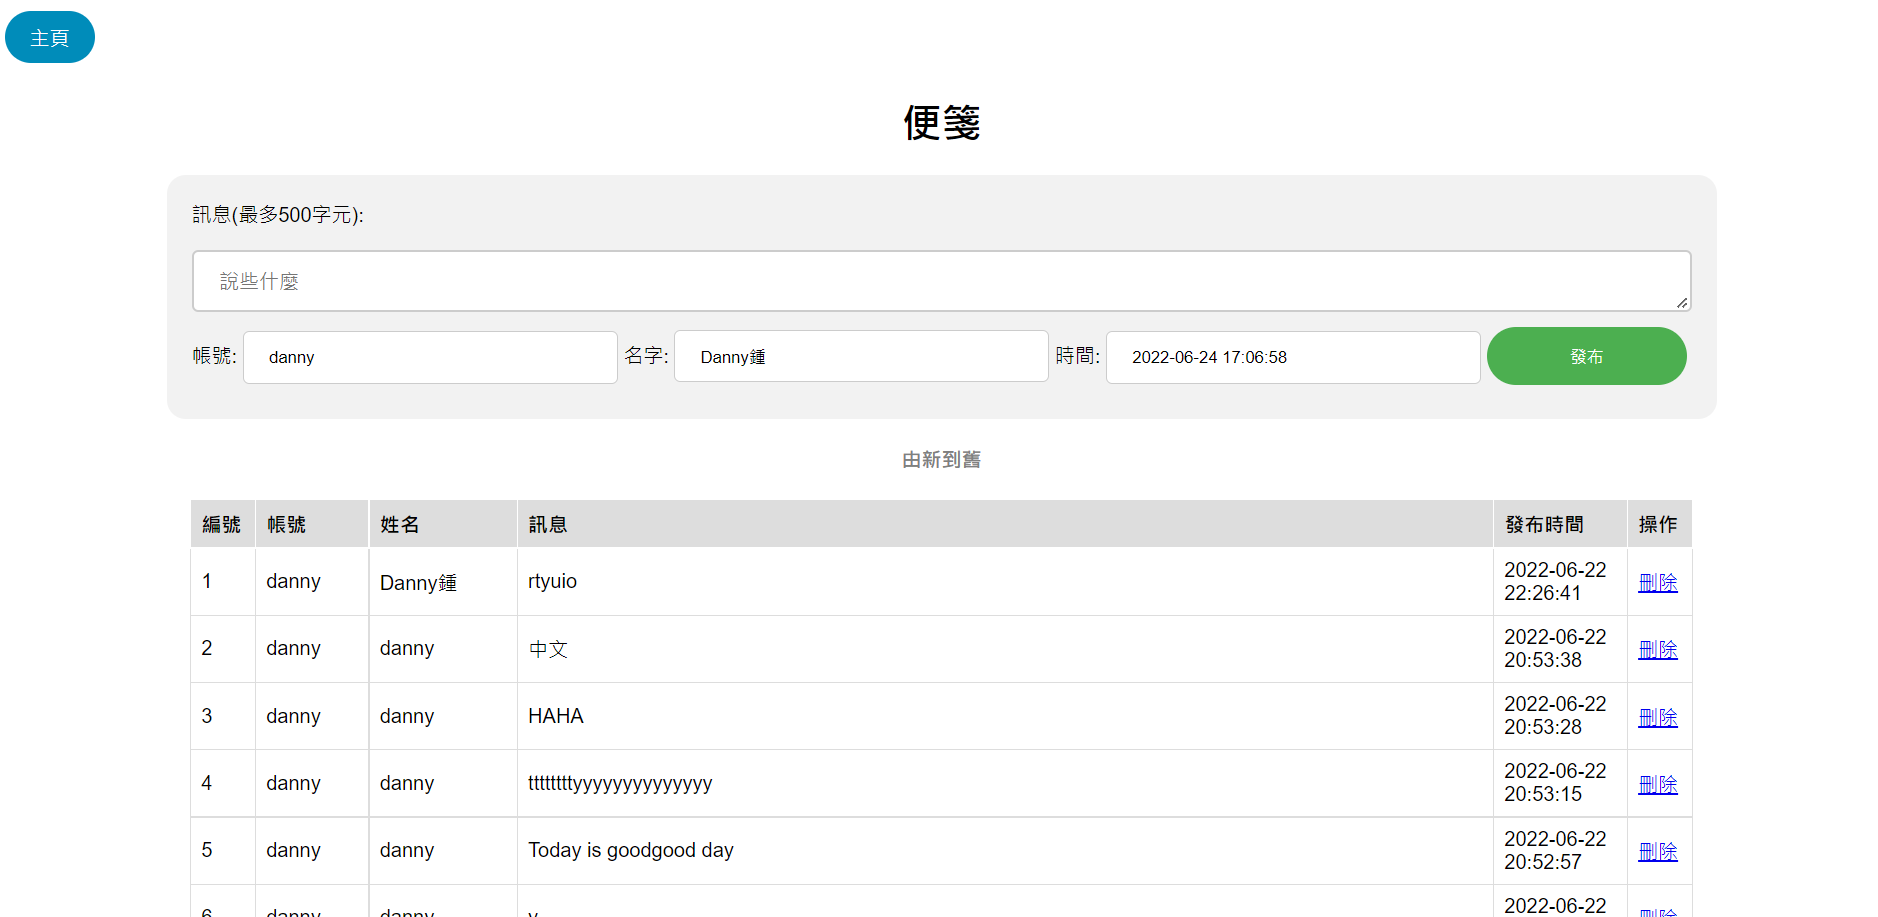 主頁
便箋
訊息(最多500字元):
說些什麼
帳號: danny 名字: Danny鍾 時間: 2022-06-24 17:06:58 發布
由新到舊
編號 帳號 姓名 訊息 發布時間 操作
1 danny Danny鍾 rtyuio 2022-06-22 22:26:41 刪除
2 danny danny 中文 2022-06-22 20:53:38 刪除
3 danny danny HAHA 2022-06-22 20:53:28 刪除
4 danny danny ttttttttyyyyyyyyyyyyyy 2022-06-22 20:53:15 刪除
5 danny danny Today is goodgood day 2022-06-22 20:52:57 刪除
6 danny danny 2022-06-22 刪除